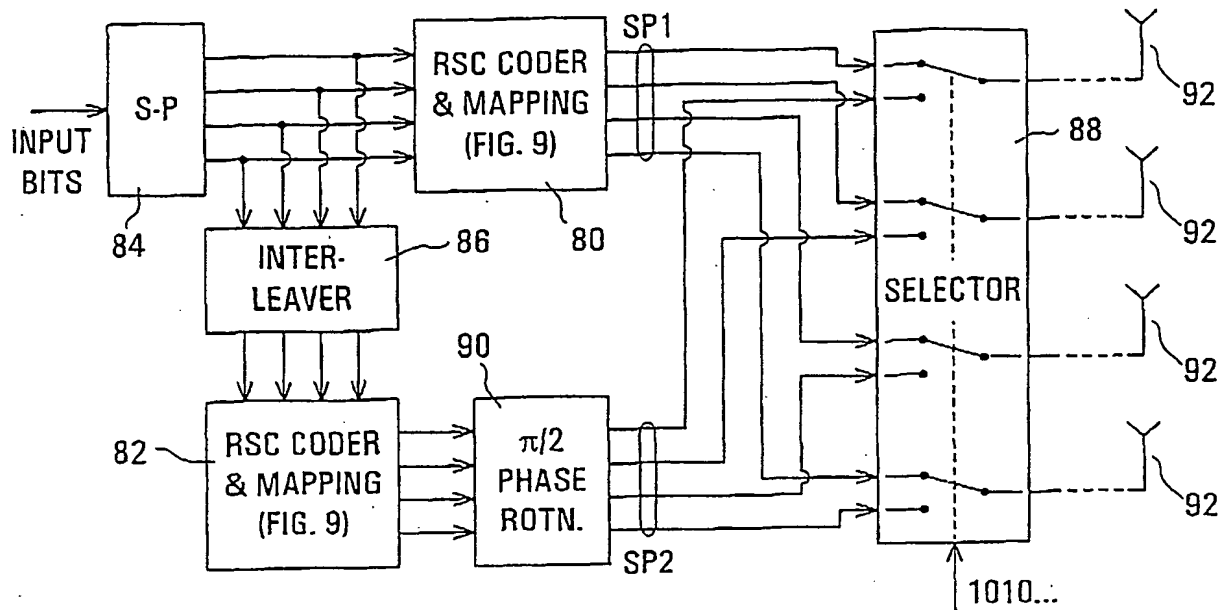 INPUT
BITS
S-P
84
RSC CODER
& MAPPING
(FIG. 9)
80
SP1
88
SELECTOR
1010...
92
92
92
92
INTER-
LEAVER
86
82
RSC CODER
& MAPPING
(FIG. 9)
90
π/2
PHASE
ROTN.
SP2